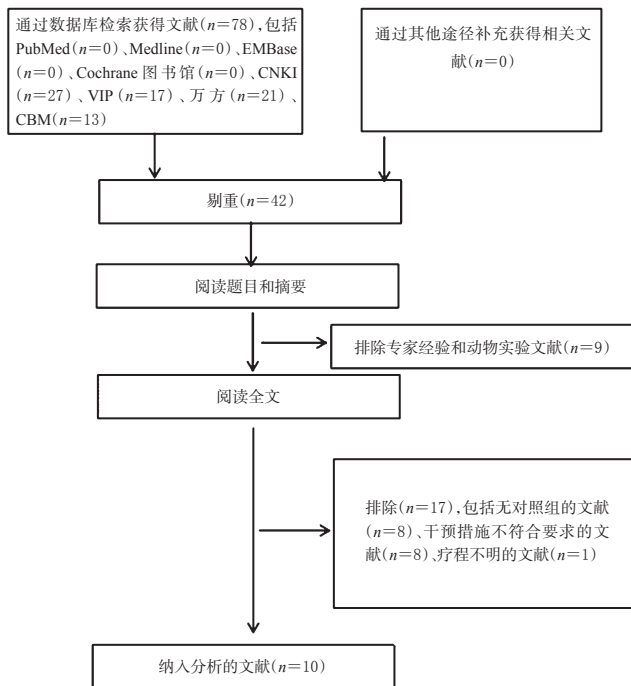 通过数据库检索获得文献(n=78),包括
PubMed(n=0)、Medline(n=0)、EMBase
(n=0)、Cochrane 图书馆(n=0)、CNKI
(n=27)、VIP(n=17)、万方(n=21)、
CBM(n=13)
通过其他途径补充获得相关文
献(n=0)
剔重(n=42)
阅读题目和摘要
排除专家经验和动物实验文献(n=9)
阅读全文
排除(n=17),包括无对照组的文献
(n=8)、干预措施不符合要求的文
献(n=8)、疗程不明的文献(n=1)
纳入分析的文献(n=10)